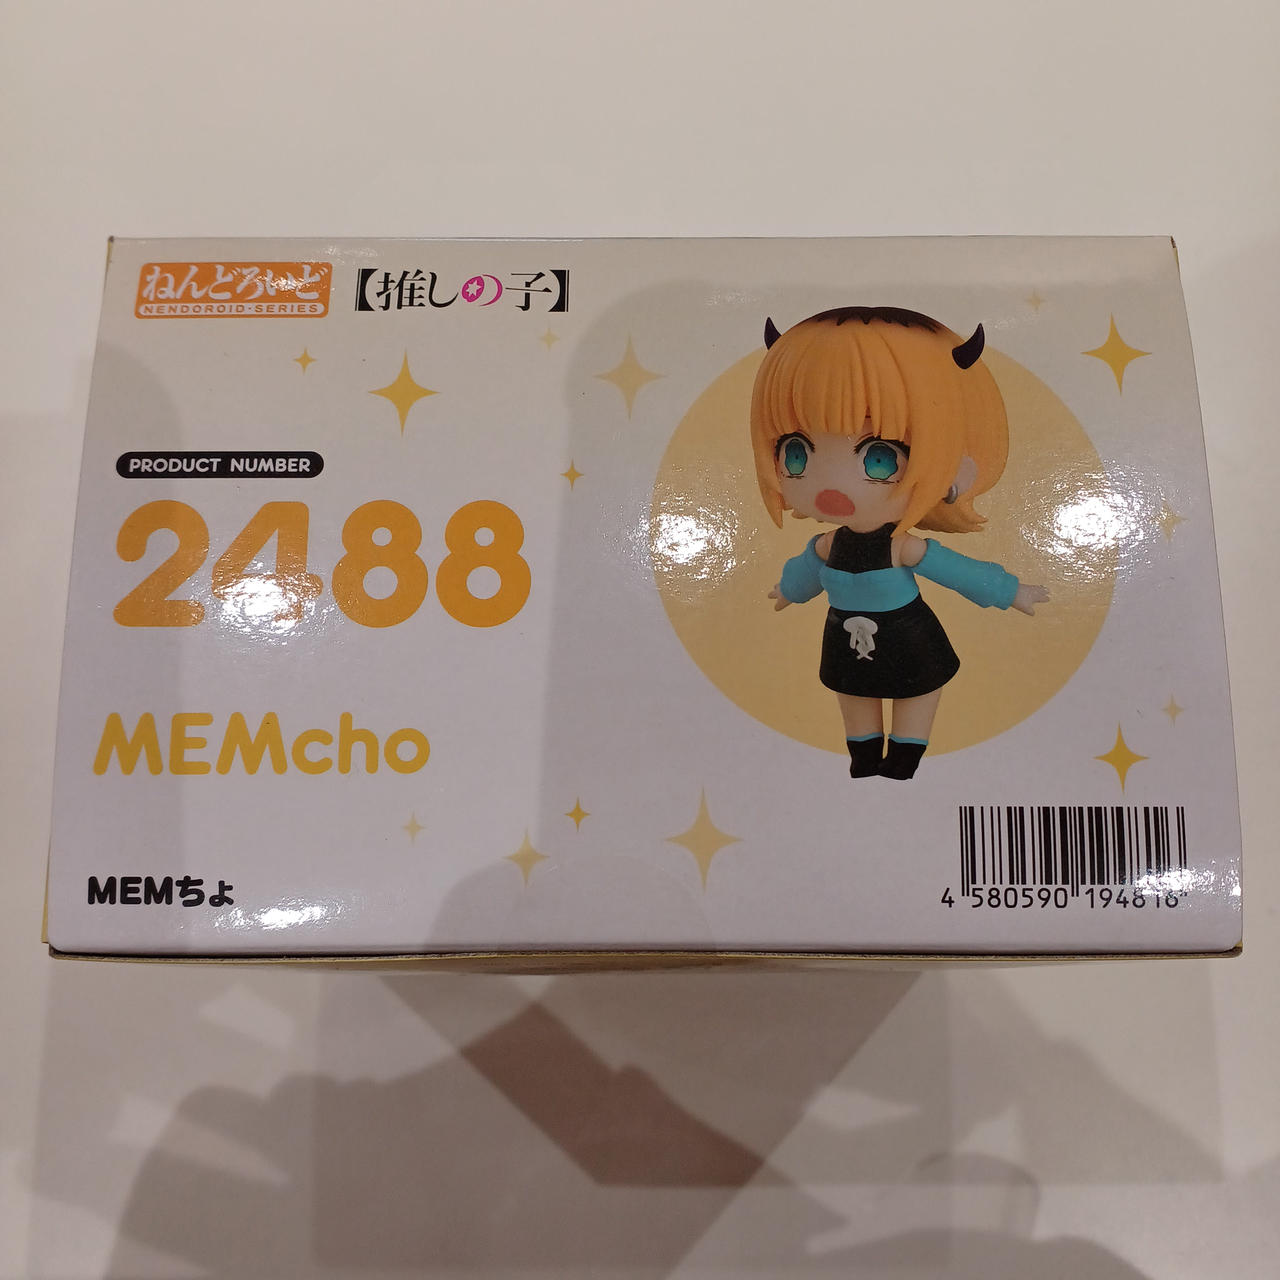 ねんどろいど
NENDOROID·SERIES
【推しの子】
PRODUCT NUMBER
2488
MEMcho
MEMちょ
4 580590 194816